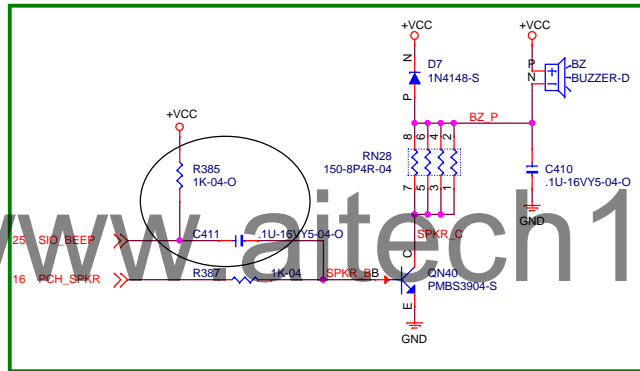 +VCC
+VCC
N
D7
1N4148-S
P
P
N
BZ
BUZZER-D
BZ_P
+VCC
8
6
4
2
RN28
150-8P4R-04
7
5
3
1
R385
1K-04-O
C410
.1U-16VY5-04-O
GND
C411
.1U-16VY5-04-O
25
SIO_BEEP
SPKR_C
16
PCH_SPKR
R387
1K-04
SPKR_B
B
C
QN40
PMBS3904-S
E
GND
www.aitech1